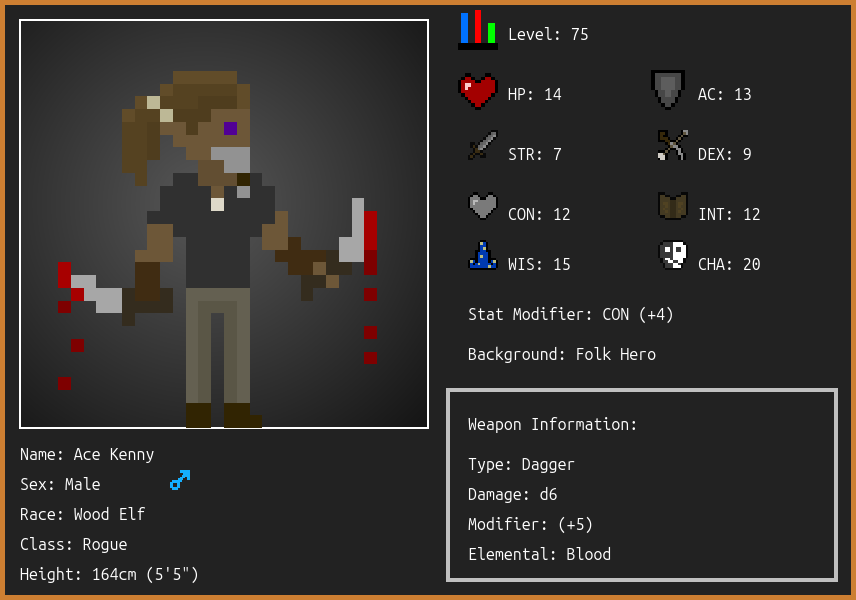 Level: 75
HP: 14
AC: 13
STR: 7
DEX: 9
CON: 12
INT: 12
WIS: 15
CHA: 20
Stat Modifier: CON (+4)
Background: Folk Hero
Weapon Information:
Type: Dagger
Damage: d6
Modifier: (+5)
Elemental: Blood
Name: Ace Kenny
Sex: Male
Race: Wood Elf
Class: Rogue
Height: 164cm (5'5")